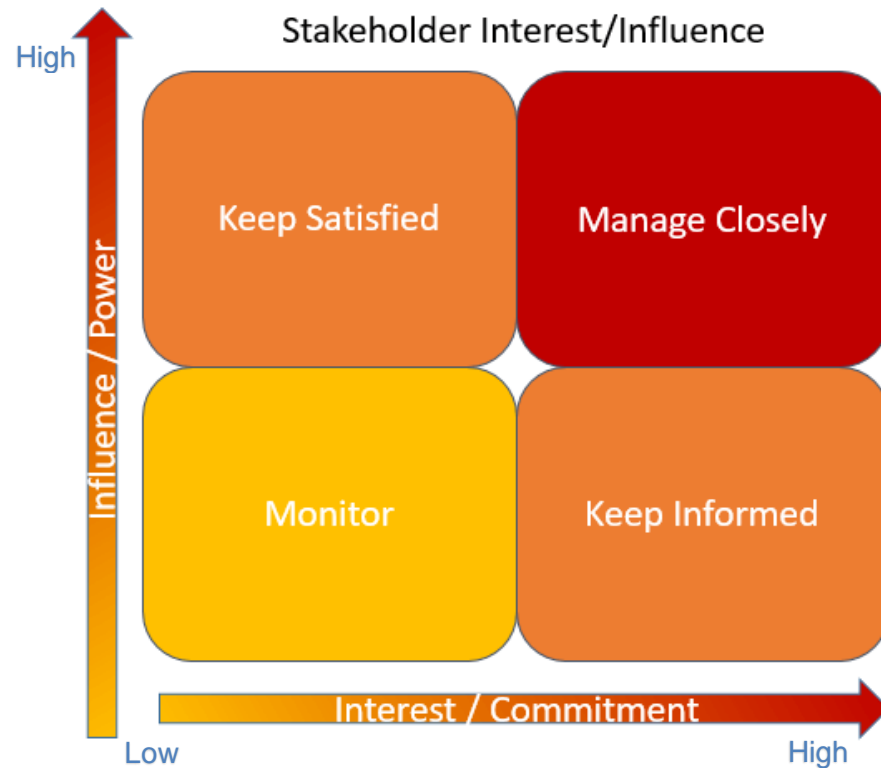 Stakeholder Interest/Influence
High
Keep Satisfied
Manage Closely
Influence / Power
Monitor
Keep Informed
Interest / Commitment
Low
High